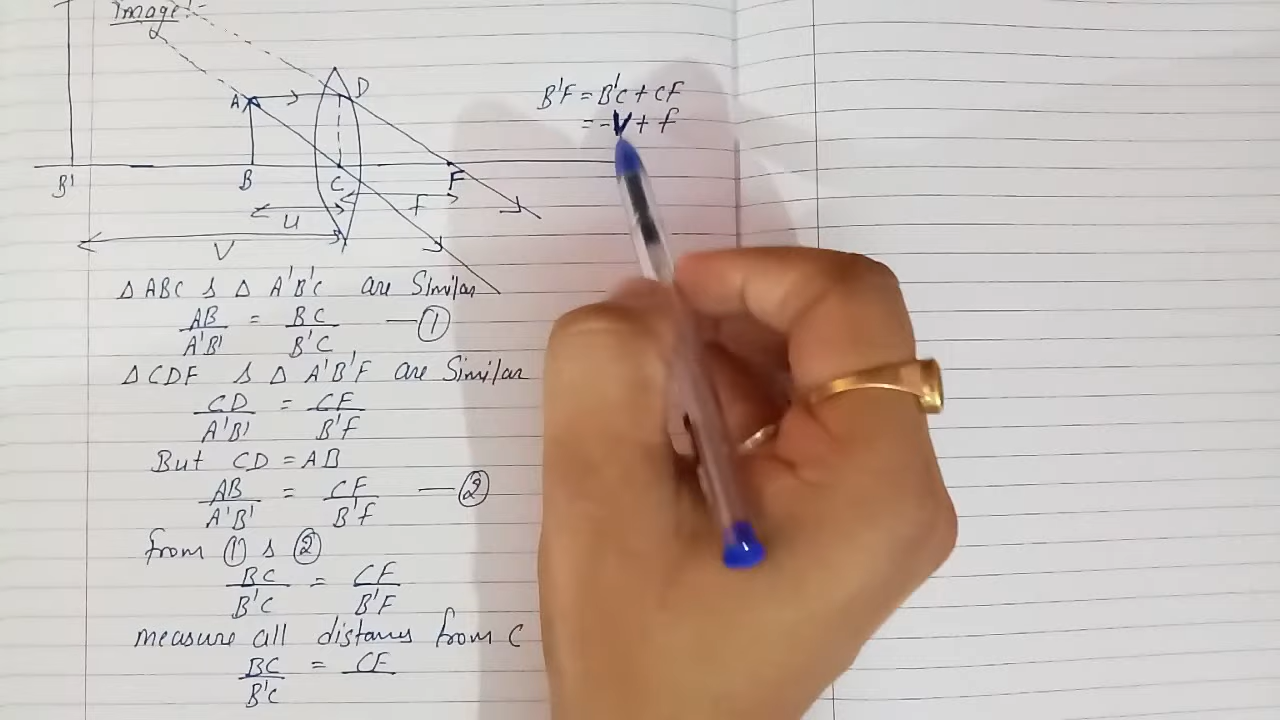 Image:-
A D
B' B C F
u f
V
Δ ABC & Δ A'B'C are Similar
AB/A'B' = BC/B'C —①
Δ CDF & Δ A'B'F are Similar
CD/A'B' = CF/B'F
But CD = AB
AB/A'B' = CF/B'F —②
from ① & ②
BC/B'C = CF/B'F
measure all distances from C
BC/B'C = CF
B'F = B'C + CF
= -V + f